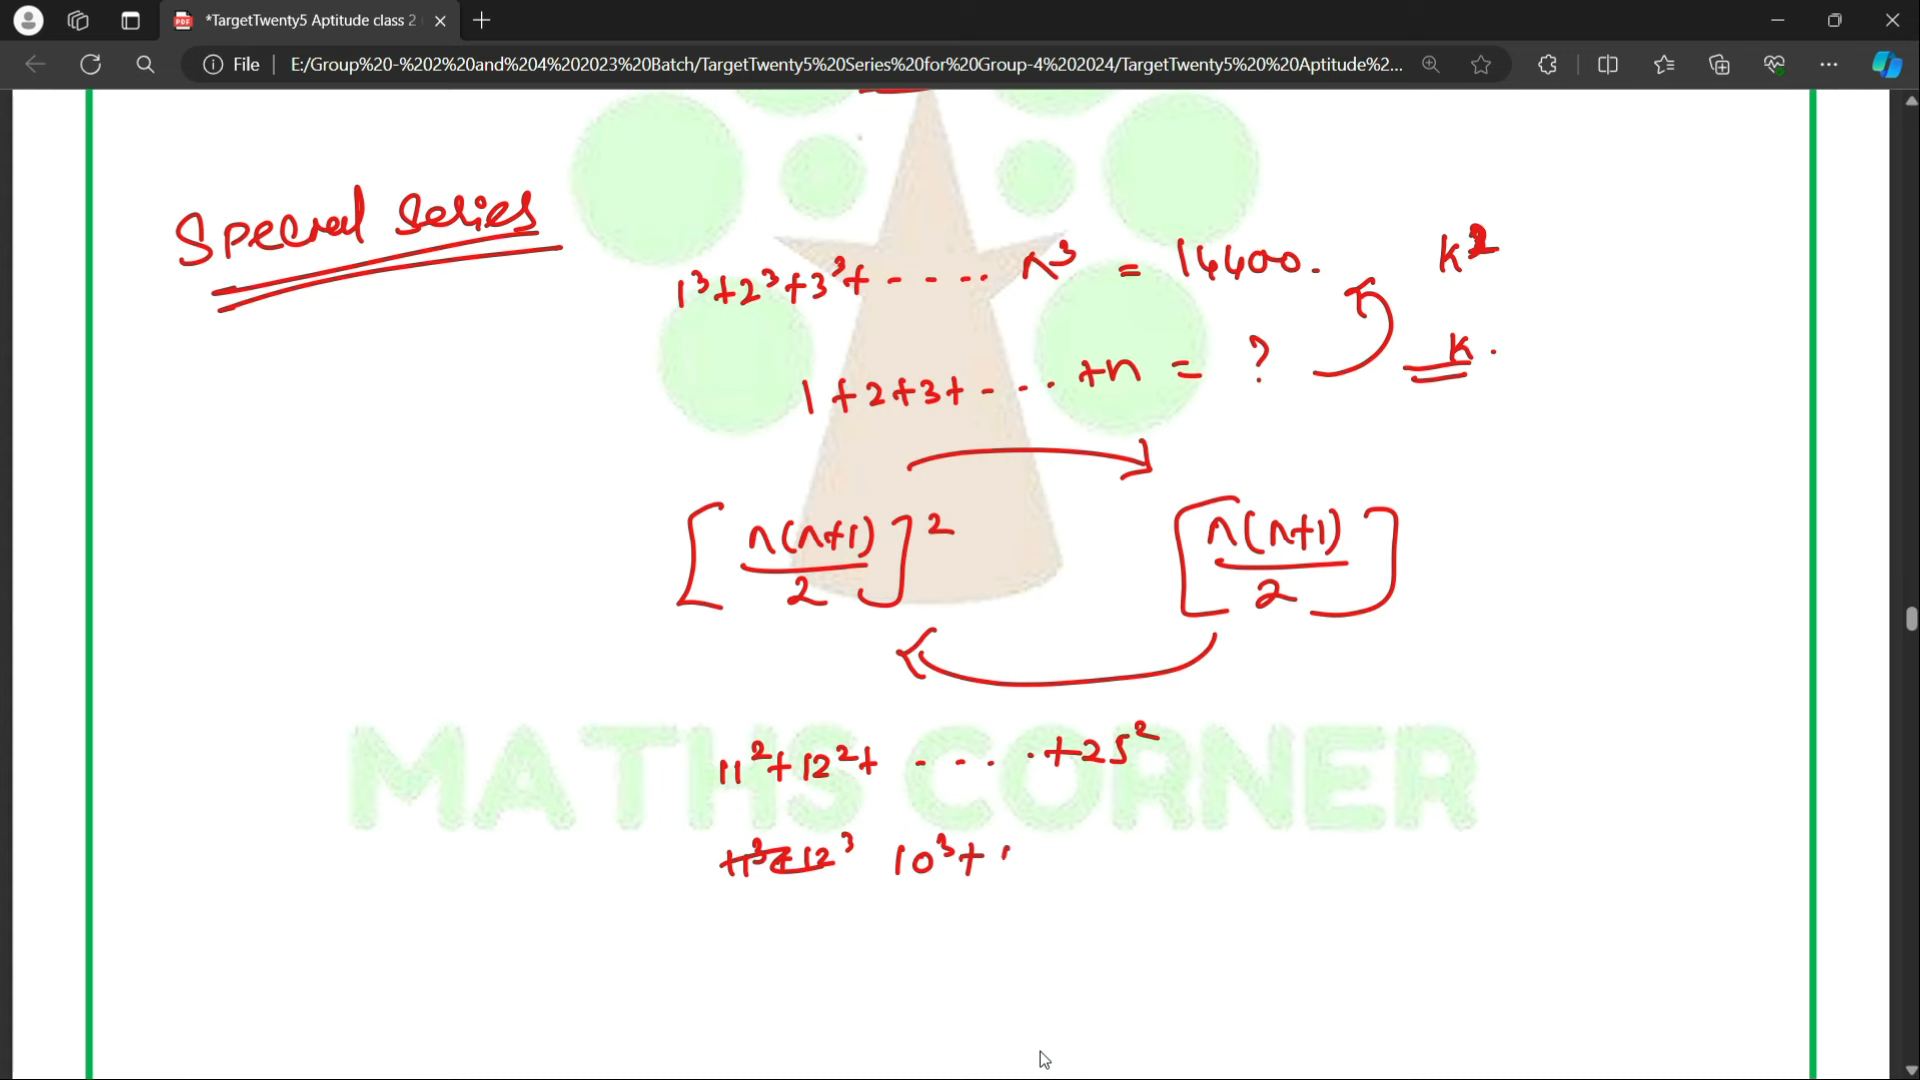 *TargetTwenty5 Aptitude class 2
File
E:/Group%20-%202%20and%204%202023%20Batch/TargetTwenty5%20Series%20for%20Group-4%202024/TargetTwenty5%20%20Aptitude%2...
Special Series
1³+2³+3³+ - - - .. n³ = 14400.
k²
1+2+3+ - .. . +n = ?
k.
[n(n+1)/2]² [n(n+1)/2]
MATHS CORNER
11²+12²+ . . . . . +25²
11³+12³ 10³+